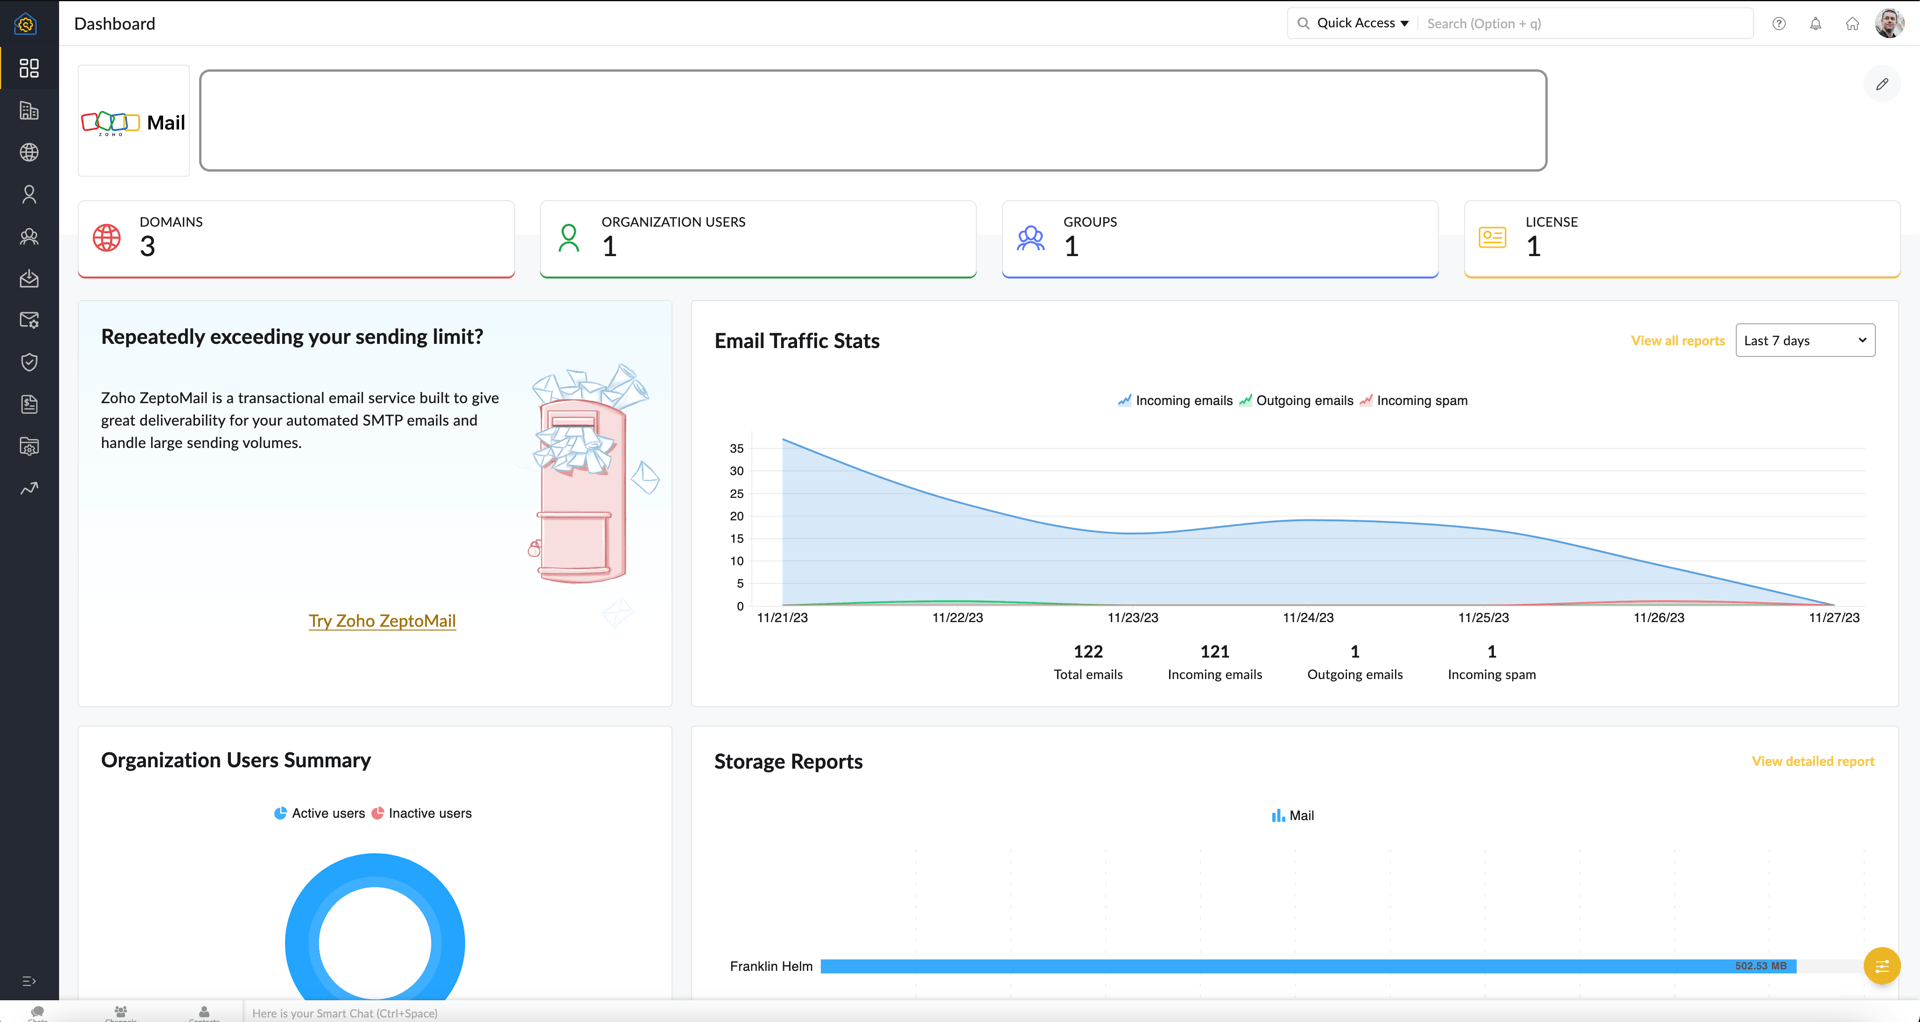 Dashboard
Quick Access
Search (Option + q)
ZOHO
Mail
DOMAINS
3
ORGANIZATION USERS
1
GROUPS
1
LICENSE
1
Repeatedly exceeding your sending limit?
Zoho ZeptoMail is a transactional email service built to give
great deliverability for your automated SMTP emails and
handle large sending volumes.
Try Zoho ZeptoMail
Email Traffic Stats
View all reports
Last 7 days
Incoming emails
Outgoing emails
Incoming spam
35
30
25
20
15
10
5
0
11/21/23
11/22/23
11/23/23
11/24/23
11/25/23
11/26/23
11/27/23
122
Total emails
121
Incoming emails
1
Outgoing emails
1
Incoming spam
Organization Users Summary
Active users
Inactive users
Storage Reports
View detailed report
Mail
Franklin Helm
502.53 MB
Here is your Smart Chat (Ctrl+Space)